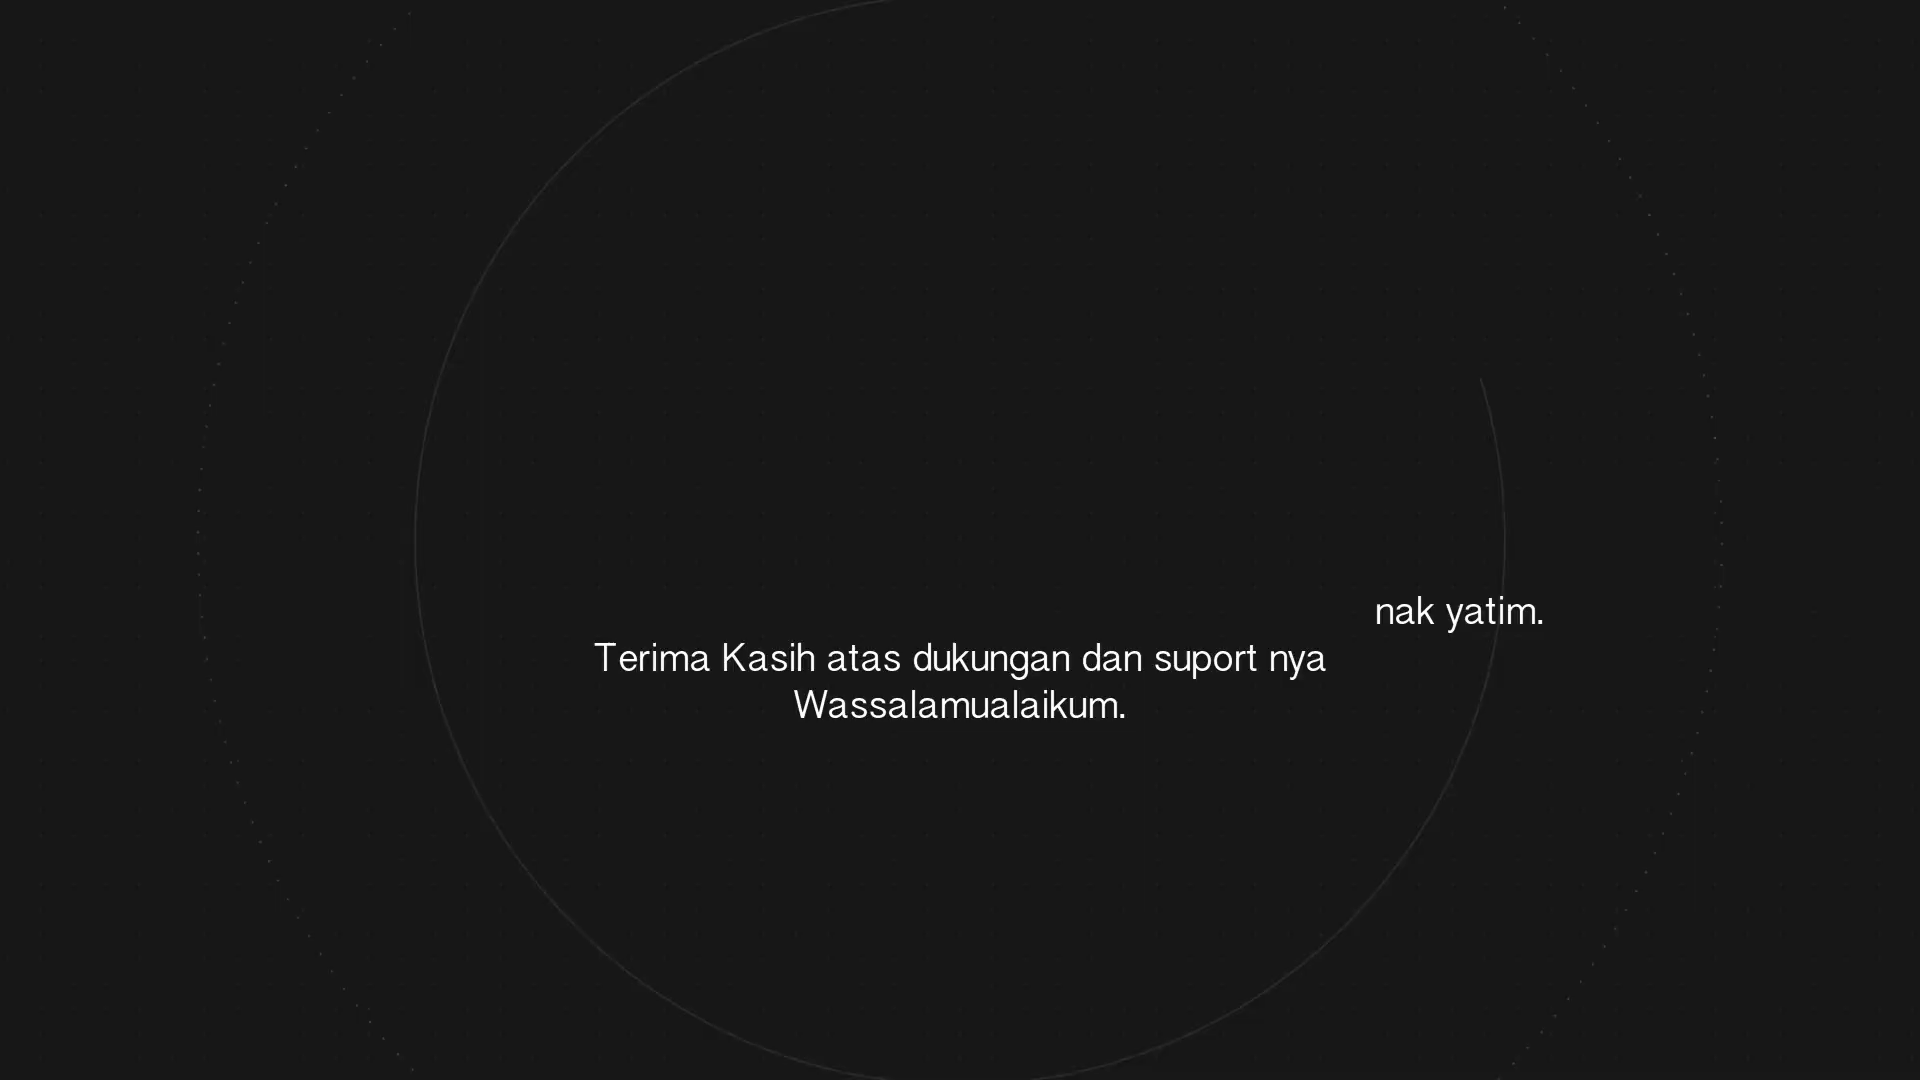 nak yatim.
Terima Kasih atas dukungan dan suport nya
Wassalamualaikum.